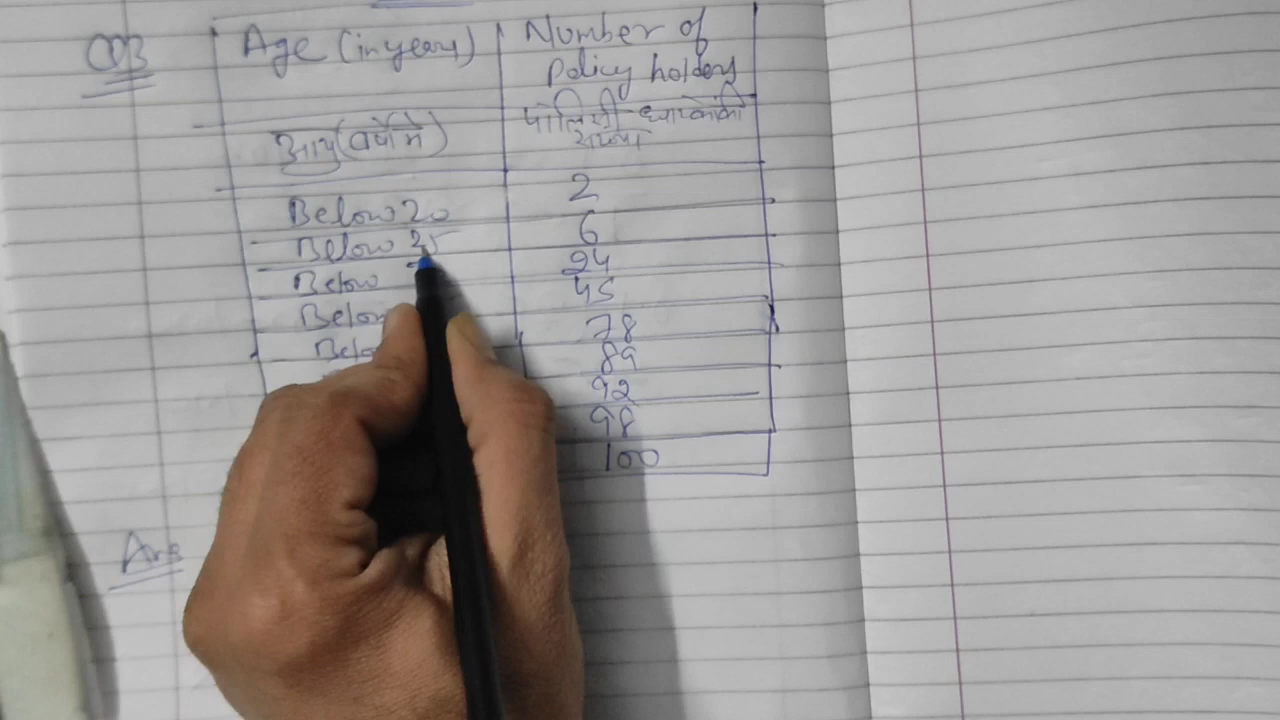 Q3
Age (in years)
Number of
Policy holders
आयु (वर्षो में)
पॉलिसी धारकों की
संख्या
Below 20 2
Below 25 6
Below 24
Below 45
Below 78
89
92
98
100
Ans